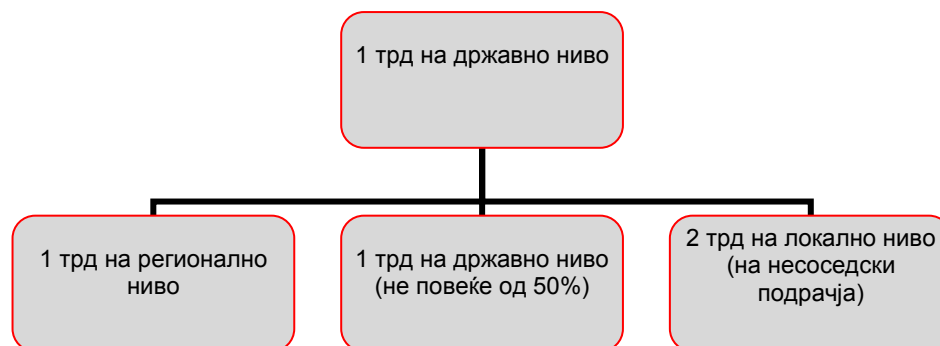 1 трд на државно ниво
1 трд на регионално
ниво
1 трд на државно ниво
(не повеќе од 50%)
2 трд на локално ниво
(на несоседски
подрачја)